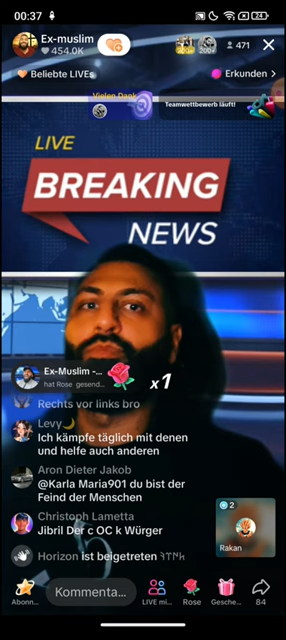 00:37
24
Ex-muslim
454.0K
471
Beliebte LIVEs
Erkunden >
Vielen Dank
Teamwettbewerb läuft!
LIVE
BREAKING
NEWS
Ex-Muslim -...
hat Rose gesend...
x1
Rechts vor links bro
Levy🌙
Ich kämpfe täglich mit denen
und helfe auch anderen
Aron Dieter Jakob
@Karla Maria901 du bist der
Feind der Menschen
Christoph Lametta
Jibril Der c OC k Würger
2
Rakan
Horizon ist beigetreten
Kommenta...
Abonn...
LIVE mi...
Rose
Gesche...
84